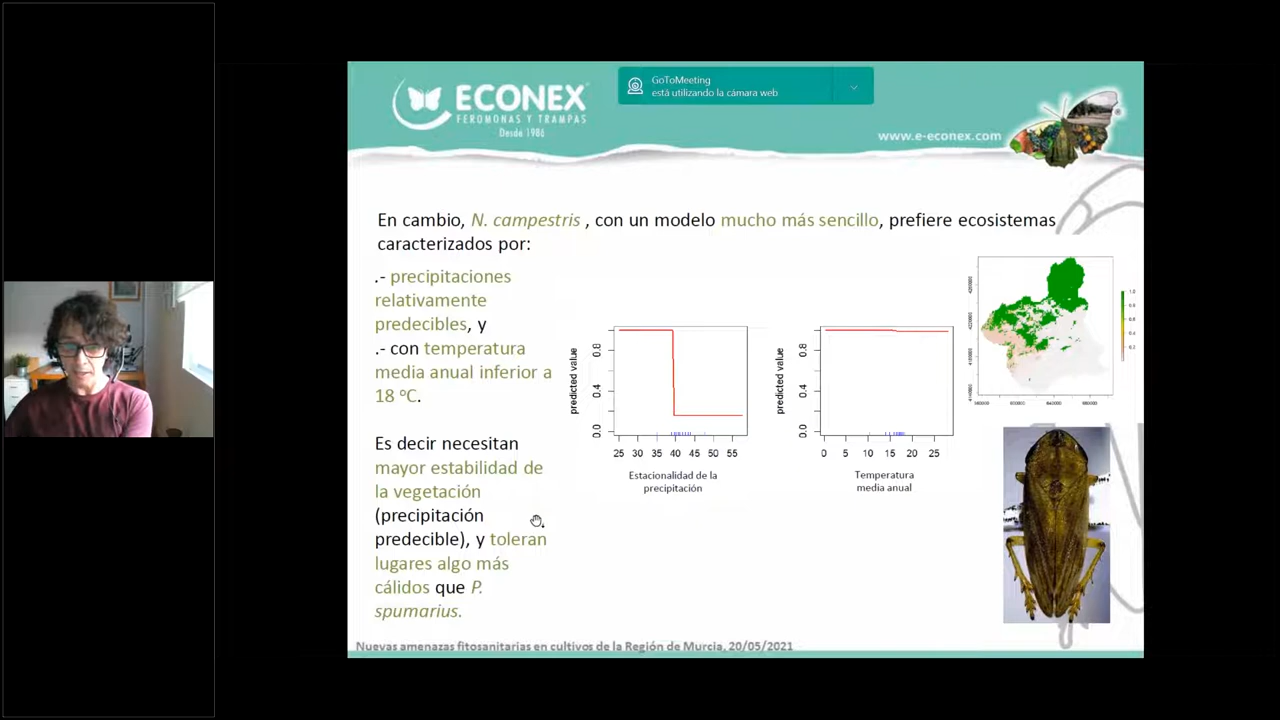 GoToMeeting
está utilizando la cámara web
ECONEX
FEROMONAS Y TRAMPAS
Desde 1986
www.e-econex.com
En cambio, N. campestris , con un modelo mucho más sencillo, prefiere ecosistemas
caracterizados por:
.- precipitaciones
relativamente
predecibles, y
.- con temperatura
media anual inferior a
18 ºC.
Es decir necesitan
mayor estabilidad de
la vegetación
(precipitación
predecible), y toleran
lugares algo más
cálidos que P.
spumarius.
predicted value
0.0 0.4 0.8
25 30 35 40 45 50 55
Estacionalidad de la
precipitación
predicted value
0.0 0.4 0.8
0 5 10 15 20 25
Temperatura
media anual
Nuevas amenazas fitosanitarias en cultivos de la Región de Murcia, 20/05/2021